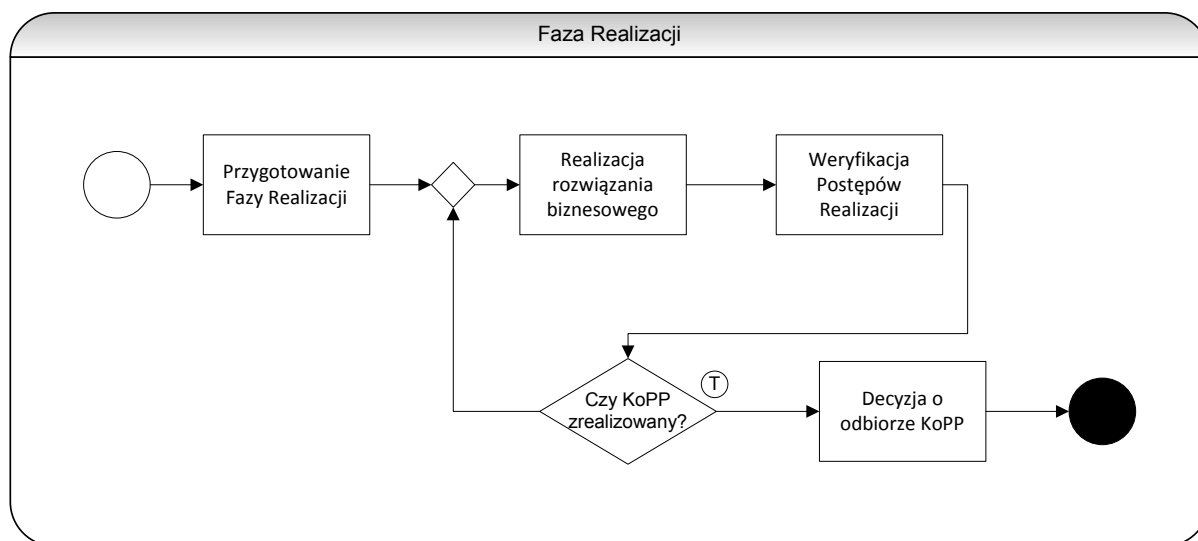 Faza Realizacji
Przygotowanie
Fazy Realizacji
Realizacja
rozwiązania
biznesowego
Weryfikacja
Postępów
Realizacji
Czy KoPP
zrealizowany?
T
Decyzja o
odbiorze KoPP